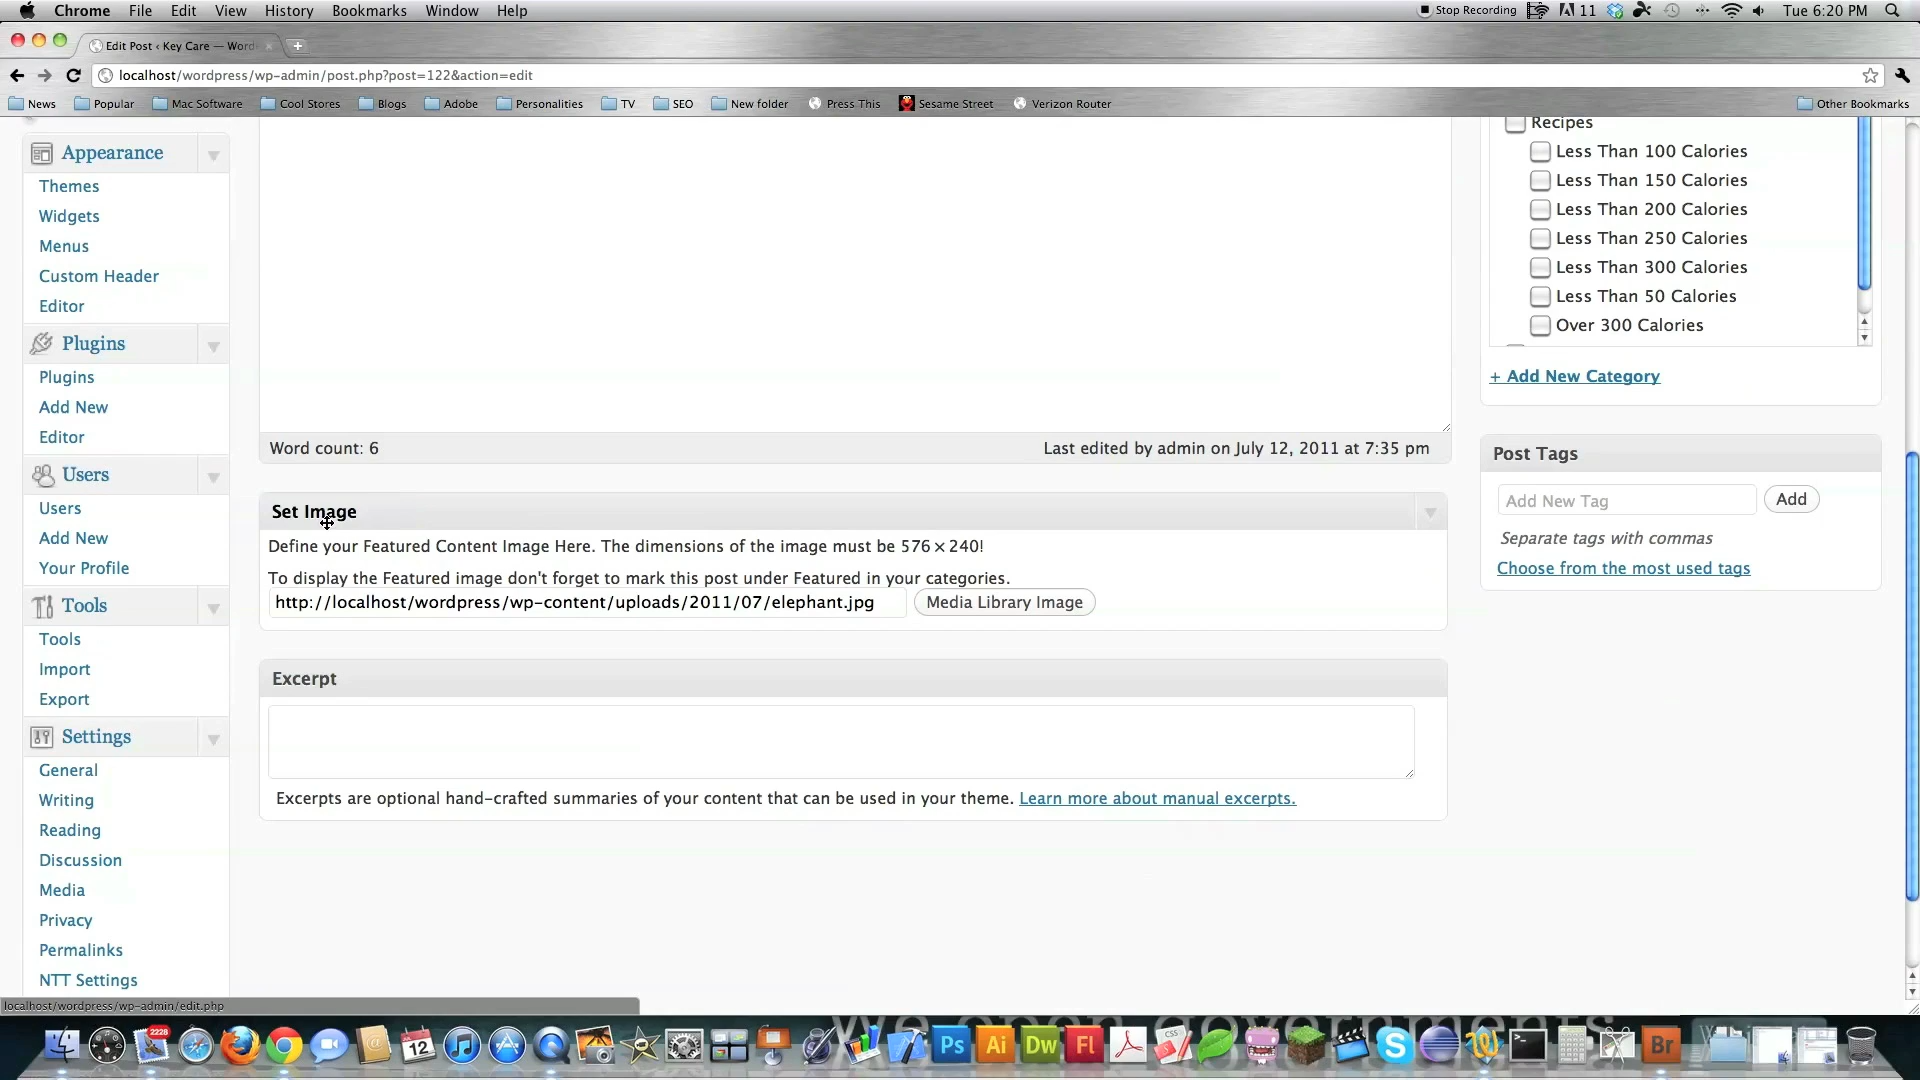 Chrome File Edit View History Bookmarks Window Help
Stop Recording 11 Tue 6:20 PM
Edit Post ‹ Key Care — Word
localhost/wordpress/wp-admin/post.php?post=122&action=edit
News Popular Mac Software Cool Stores Blogs Adobe Personalities TV SEO New folder Press This Sesame Street Verizon Router Other Bookmarks
Appearance
Themes
Widgets
Menus
Custom Header
Editor
Plugins
Plugins
Add New
Editor
Users
Users
Add New
Your Profile
Tools
Tools
Import
Export
Settings
General
Writing
Reading
Discussion
Media
Privacy
Permalinks
NTT Settings
Word count: 6
Last edited by admin on July 12, 2011 at 7:35 pm
Set Image
Define your Featured Content Image Here. The dimensions of the image must be 576×240!
To display the Featured image don't forget to mark this post under Featured in your categories.
http://localhost/wordpress/wp-content/uploads/2011/07/elephant.jpg
Media Library Image
Excerpt
Excerpts are optional hand-crafted summaries of your content that can be used in your theme. Learn more about manual excerpts.
Recipes
Less Than 100 Calories
Less Than 150 Calories
Less Than 200 Calories
Less Than 250 Calories
Less Than 300 Calories
Less Than 50 Calories
Over 300 Calories
+ Add New Category
Post Tags
Add New Tag
Add
Separate tags with commas
Choose from the most used tags
localhost/wordpress/wp-admin/edit.php
2228
12
Ps Ai Dw Fl
CSS
Br